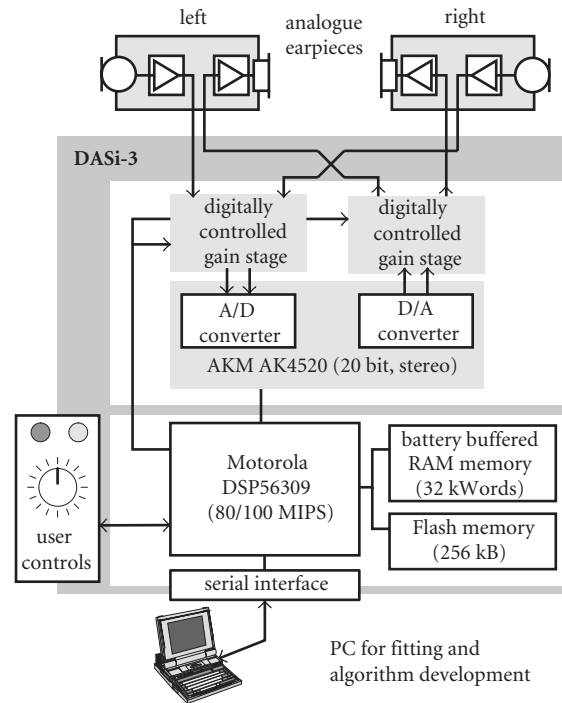 left
analogue
earpieces
right
DASi-3
digitally
controlled
gain stage
digitally
controlled
gain stage
A/D
converter
D/A
converter
AKM AK4520 (20 bit, stereo)
user
controls
Motorola
DSP56309
(80/100 MIPS)
battery buffered
RAM memory
(32 kWords)
Flash memory
(256 kB)
serial interface
PC for fitting and
algorithm development